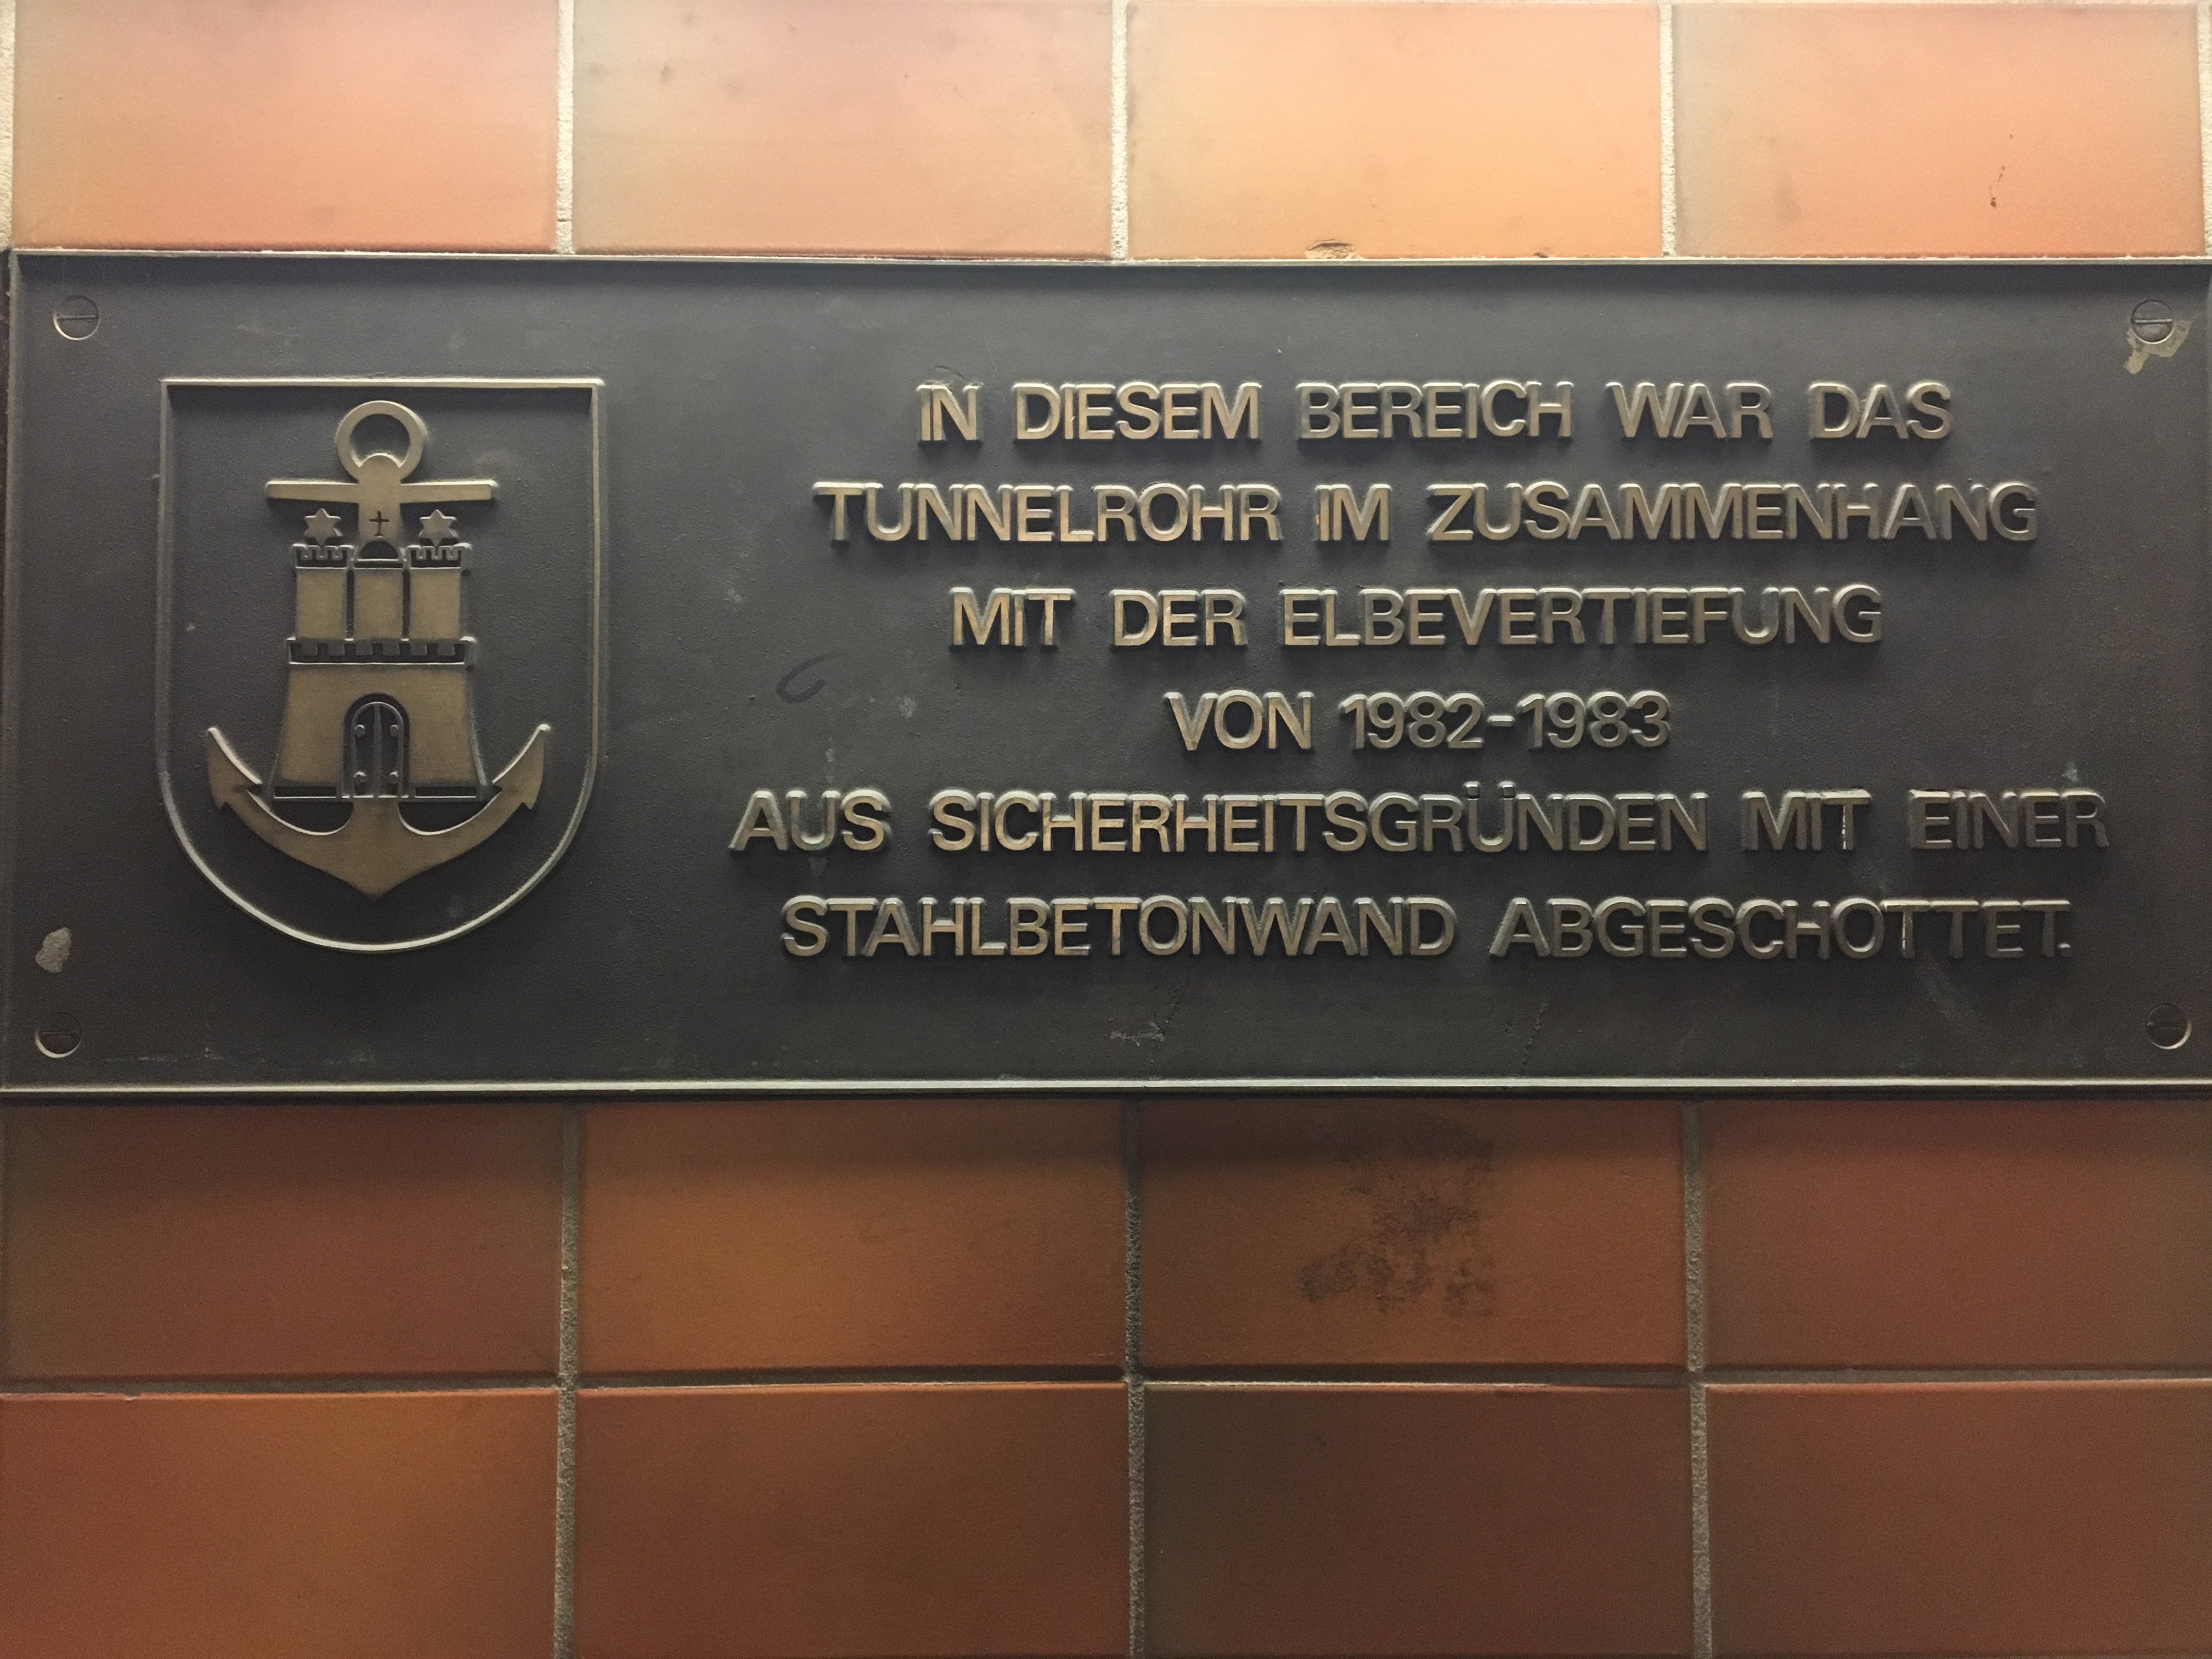 IN DIESEM BEREICH WAR DAS
TUNNELROHR IM ZUSAMMENHANG
MIT DER ELBEVERTIEFUNG
VON 1982-1983
AUS SICHERHEITSGRÜNDEN MIT EINER
STAHLBETONWAND ABGESCHOTTET.